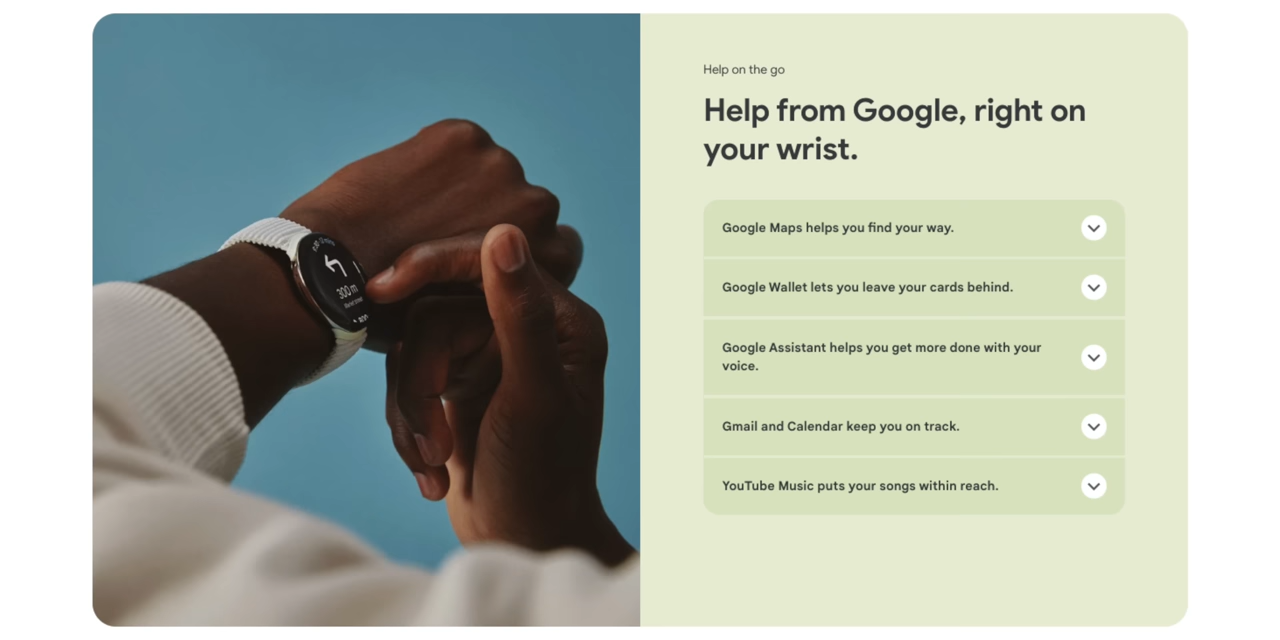 Help on the go
Help from Google, right on
your wrist.
Google Maps helps you find your way.
Google Wallet lets you leave your cards behind.
Google Assistant helps you get more done with your
voice.
Gmail and Calendar keep you on track.
YouTube Music puts your songs within reach.
300 m